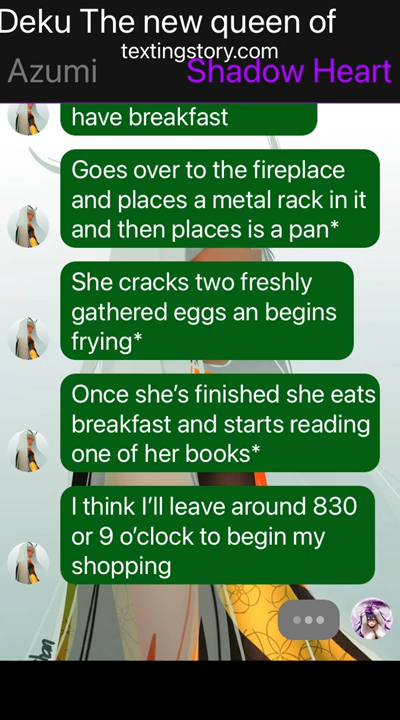 Deku The new queen of
textingstory.com
Azumi Shadow Heart
have breakfast
Goes over to the fireplace
and places a metal rack in it
and then places is a pan*
She cracks two freshly
gathered eggs an begins
frying*
Once she's finished she eats
breakfast and starts reading
one of her books*
I think I'll leave around 830
or 9 o'clock to begin my
shopping